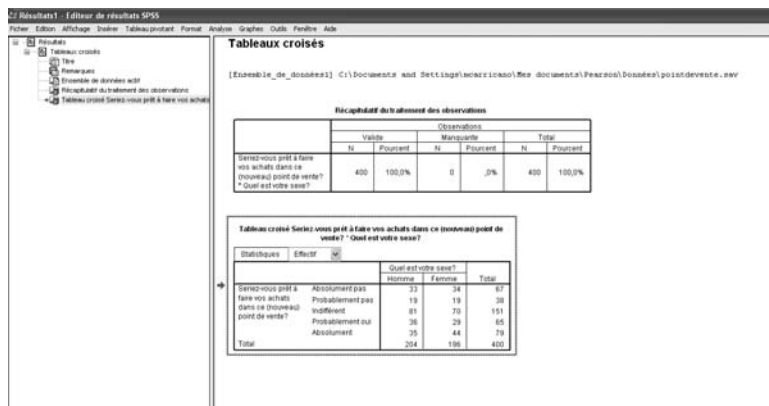 Résultats1 - Editeur de résultats SPSS
Fichier Edition Affichage Insérer Tableau pivotant Format Analyse Graphes Outils Fenêtre Aide
Résultats
Tableaux croisés
Titre
Remarques
Ensemble de données actif
Récapitulatif du traitement des observations
Tableau croisé Seriez-vous prêt à faire vos achats
Tableaux croisés
[Ensemble_de_données1] C:\Documents and Settings\mcarricano\Mes documents\Pearson\Données\pointdevente.sav
Récapitulatif du traitement des observations
Observations
Valide Manquante Total
N Pourcent N Pourcent N Pourcent
Seriez-vous prêt à faire
vos achats dans ce
(nouveau) point de vente?
* Quel est votre sexe?
400 100,0% 0 ,0% 400 100,0%
Tableau croisé Seriez-vous prêt à faire vos achats dans ce (nouveau) point de
vente? * Quel est votre sexe?
Statistiques Effectif
Quel est votre sexe?
Homme Femme Total
Seriez-vous prêt à
faire vos achats
dans ce (nouveau)
point de vente?
Absolument pas 33 34 67
Probablement pas 19 19 38
Indifférent 81 70 151
Probablement oui 36 29 65
Absolument 35 44 79
Total 204 196 400